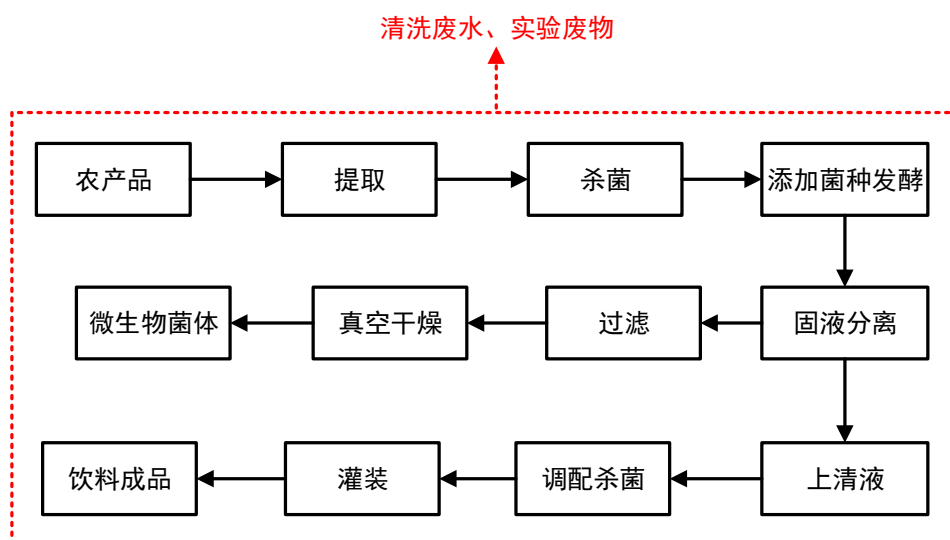 清洗废水、实验废物
农产品
提取
杀菌
添加菌种发酵
微生物菌体
真空干燥
过滤
固液分离
饮料成品
灌装
调配杀菌
上清液